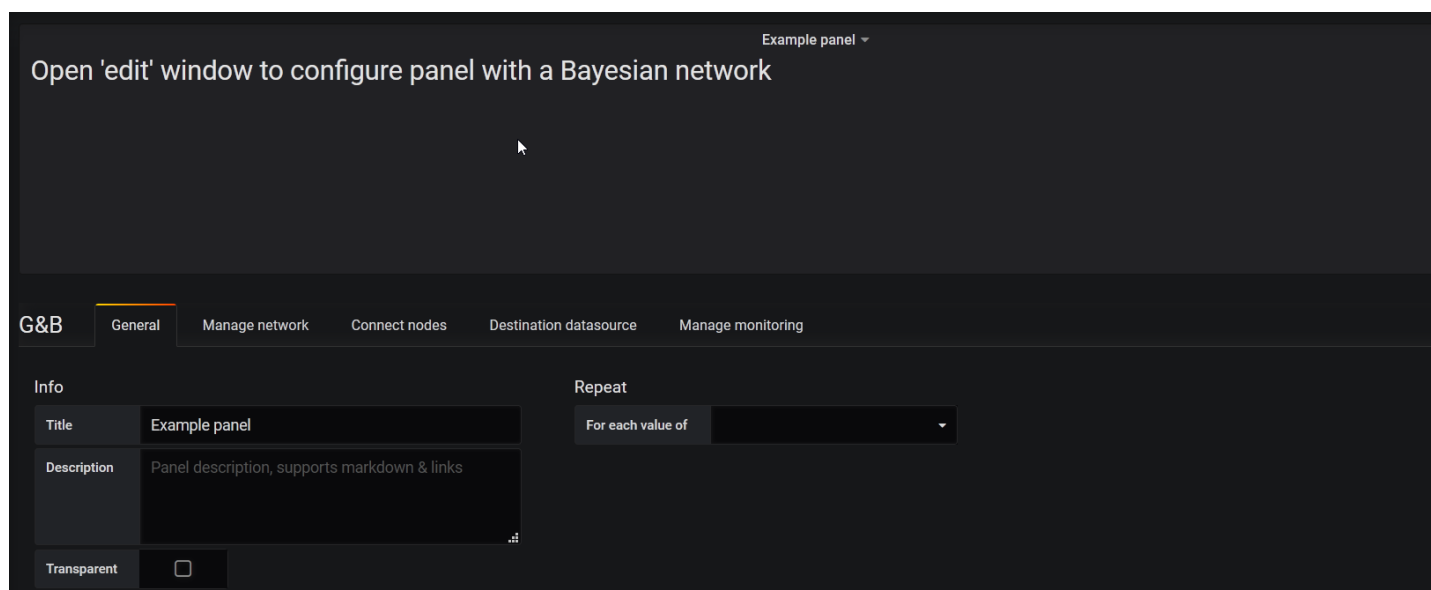 Example panel
Open 'edit' window to configure panel with a Bayesian network
G&B General Manage network Connect nodes Destination datasource Manage monitoring
Info Repeat
Title Example panel For each value of
Description Panel description, supports markdown & links
Transparent